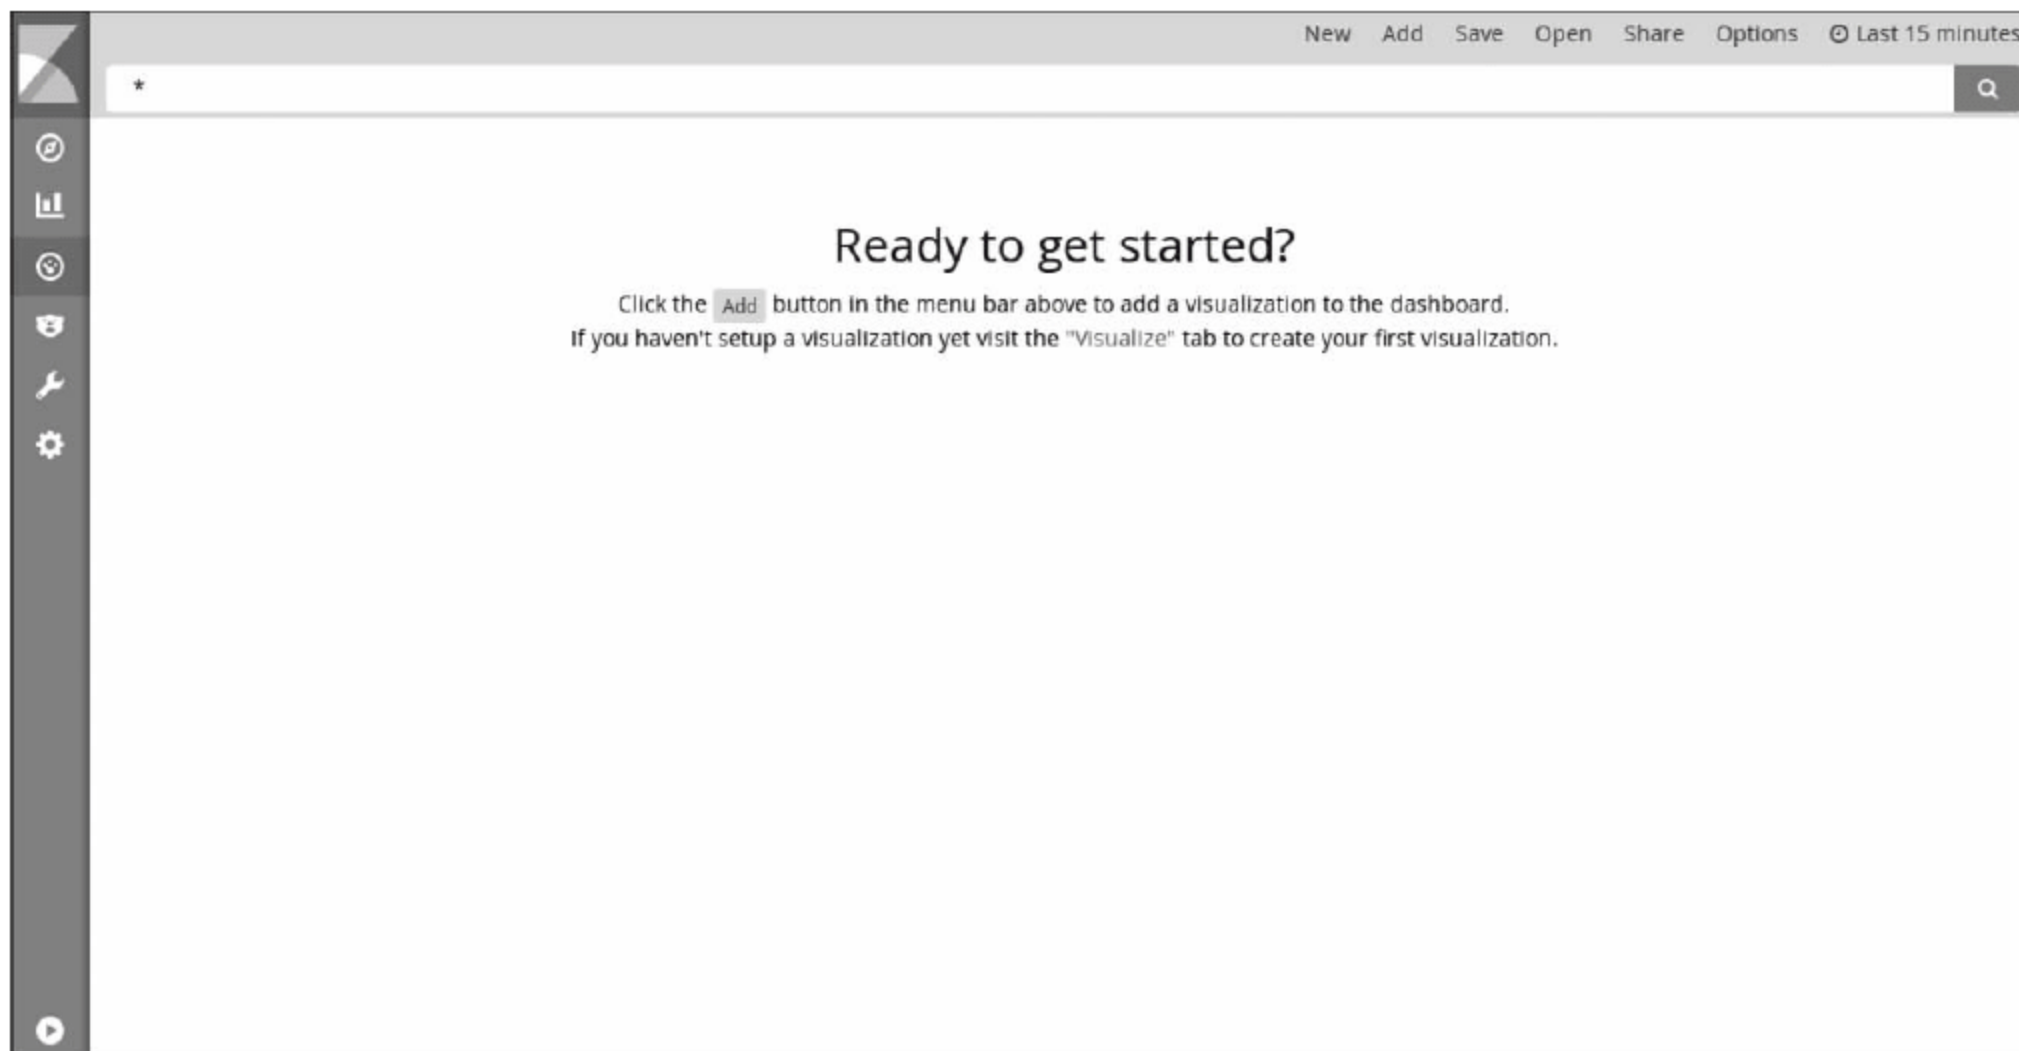 New Add Save Open Share Options Last 15 minutes
*
Ready to get started?
Click the Add button in the menu bar above to add a visualization to the dashboard.
If you haven't setup a visualization yet visit the "Visualize" tab to create your first visualization.